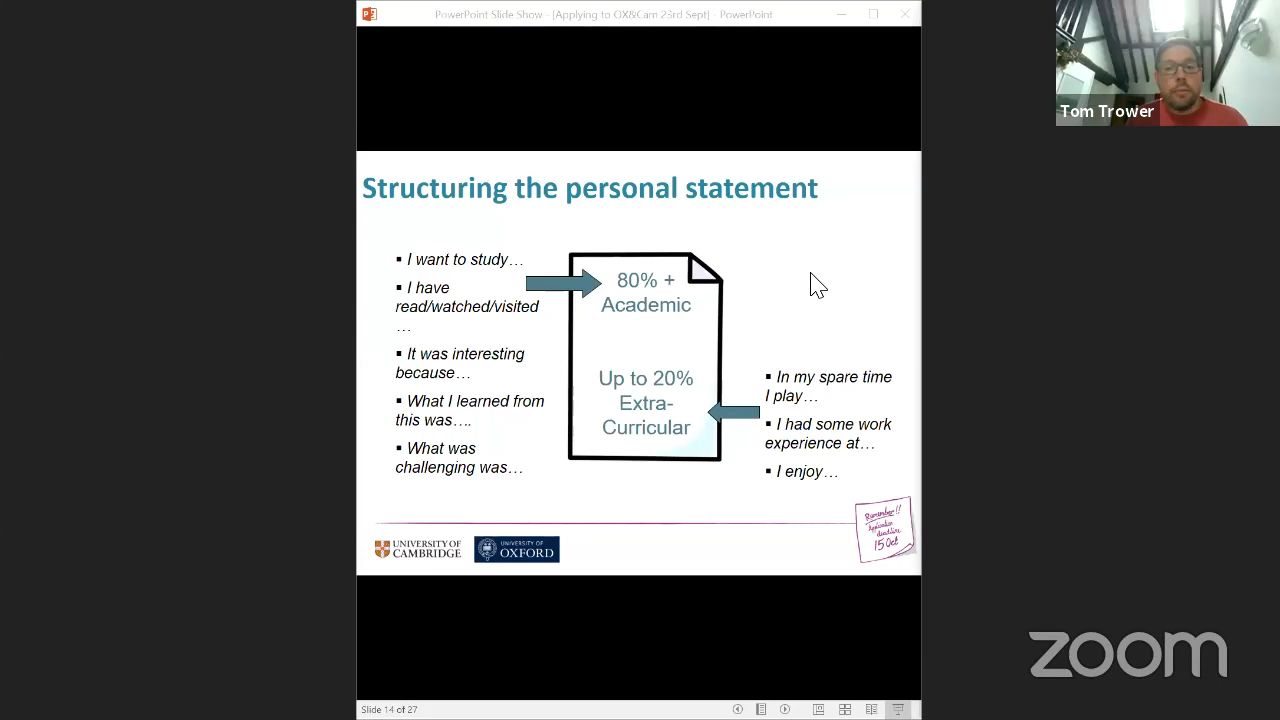 PowerPoint Slide Show - [Applying to OX&Cam 23rd Sept] - PowerPoint
Tom Trower
Structuring the personal statement
▪ I want to study…
▪ I have
read/watched/visited
…
▪ It was interesting
because…
▪ What I learned from
this was….
▪ What was
challenging was…
80% +
Academic
Up to 20%
Extra-
Curricular
▪ In my spare time
I play…
▪ I had some work
experience at…
▪ I enjoy…
Remember!!
Application
deadline
15 Oct
UNIVERSITY OF
CAMBRIDGE
UNIVERSITY OF
OXFORD
zoom
Slide 14 of 27